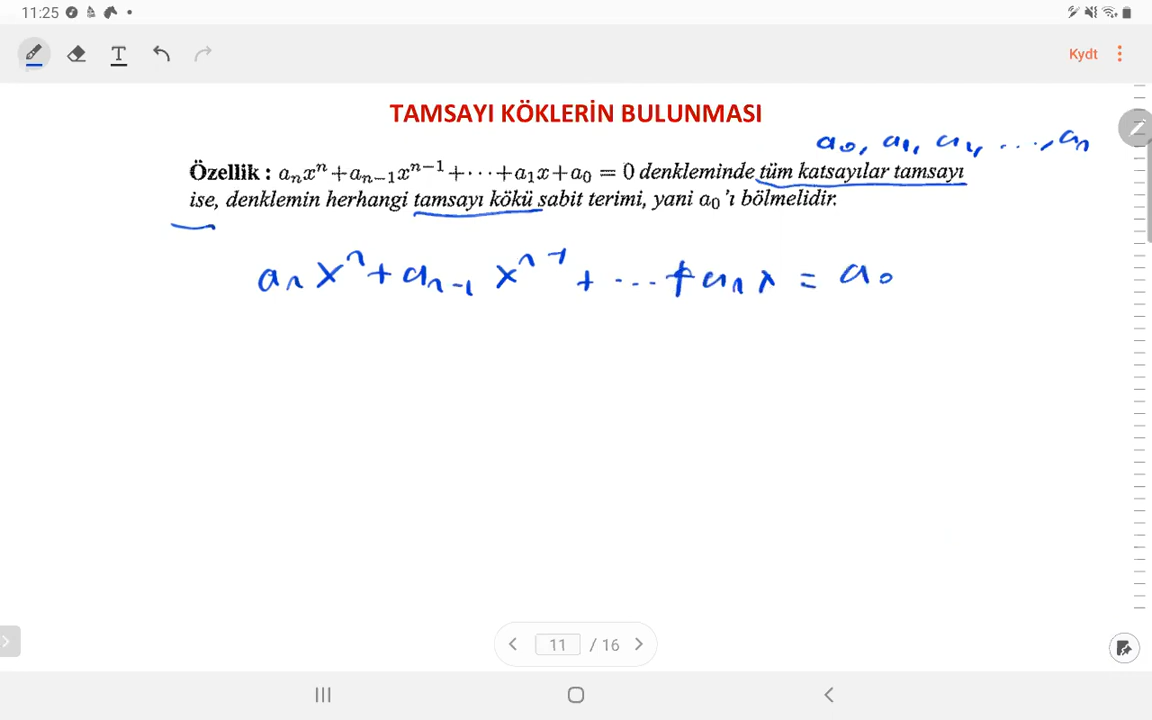 11:25
Kydt
TAMSAYI KÖKLERİN BULUNMASI
a₀, a₁, a₂, ..., aₙ
Özellik : aₙxⁿ+aₙ₋₁xⁿ⁻¹+⋯+a₁x+a₀ = 0 denkleminde tüm katsayılar tamsayı
ise, denklemin herhangi tamsayı kökü sabit terimi, yani a₀'ı bölmelidir.
aₙxⁿ + aₙ₋₁ xⁿ⁻¹ + ... + a₁x = a₀
11 / 16